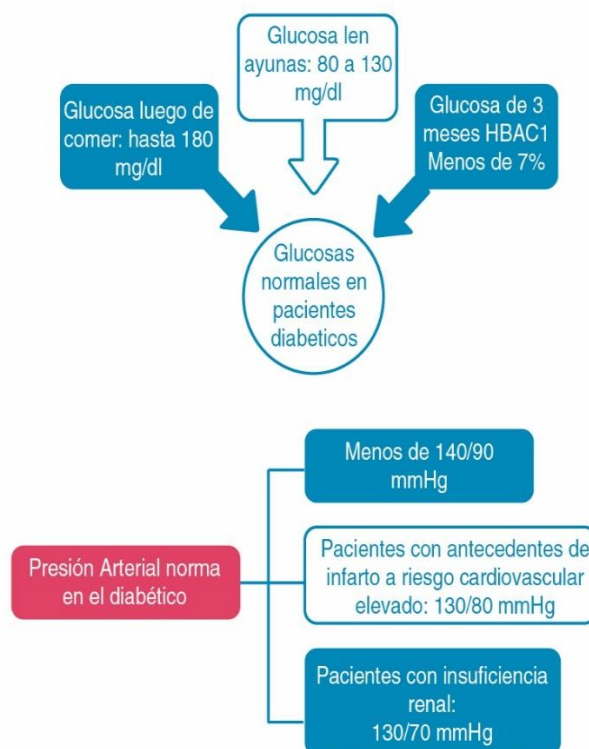 Glucosa len
ayunas: 80 a 130
mg/dl
Glucosa luego de
comer: hasta 180
mg/dl
Glucosa de 3
meses HBAC1
Menos de 7%
Glucosas
normales en
pacientes
diabeticos
Menos de 140/90
mmHg
Presión Arterial norma
en el diabético
Pacientes con antecedentes de
infarto a riesgo cardiovascular
elevado: 130/80 mmHg
Pacientes con insuficiencia
renal:
130/70 mmHg